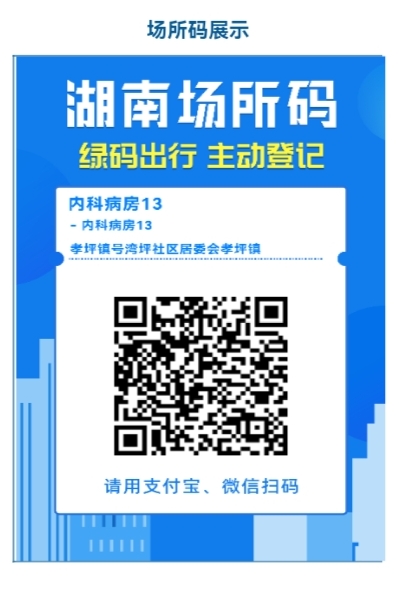 场所码展示
湖南场所码
绿码出行 主动登记
内科病房13
- 内科病房13
孝坪镇号湾坪社区居委会孝坪镇
请用支付宝、微信扫码